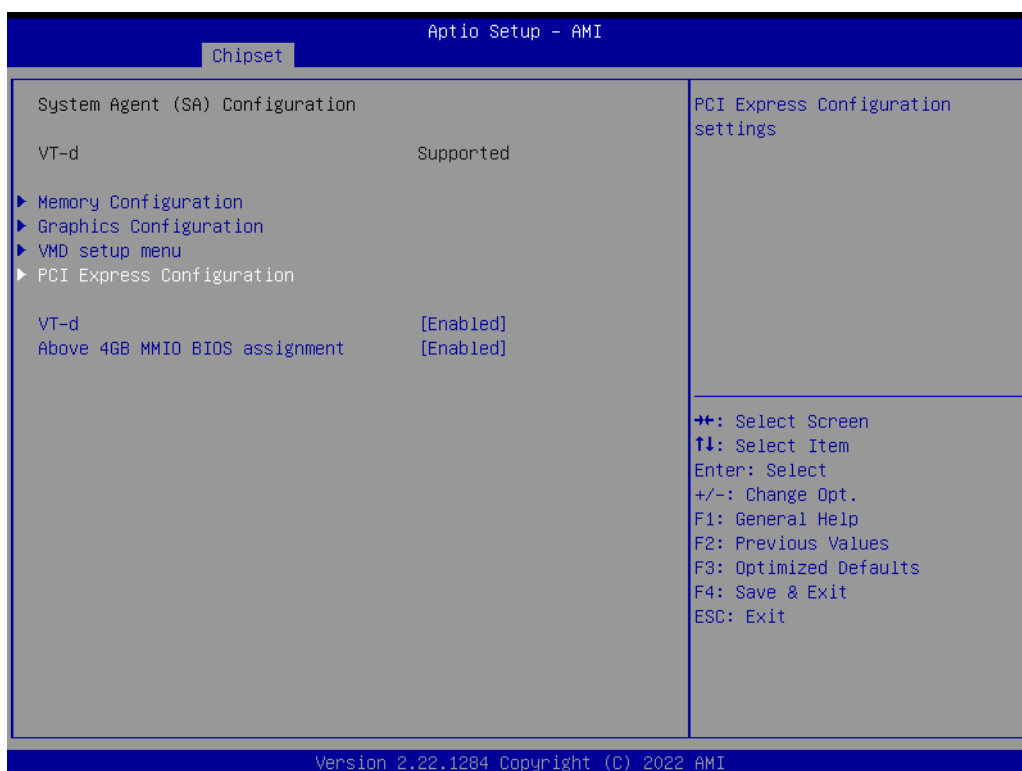 Aptio Setup – AMI
Chipset
System Agent (SA) Configuration
VT-d Supported
Memory Configuration
Graphics Configuration
VMD setup menu
PCI Express Configuration
VT-d [Enabled]
Above 4GB MMIO BIOS assignment [Enabled]
PCI Express Configuration
settings
→←: Select Screen
↑↓: Select Item
Enter: Select
+/-: Change Opt.
F1: General Help
F2: Previous Values
F3: Optimized Defaults
F4: Save & Exit
ESC: Exit
Version 2.22.1284 Copyright (C) 2022 AMI